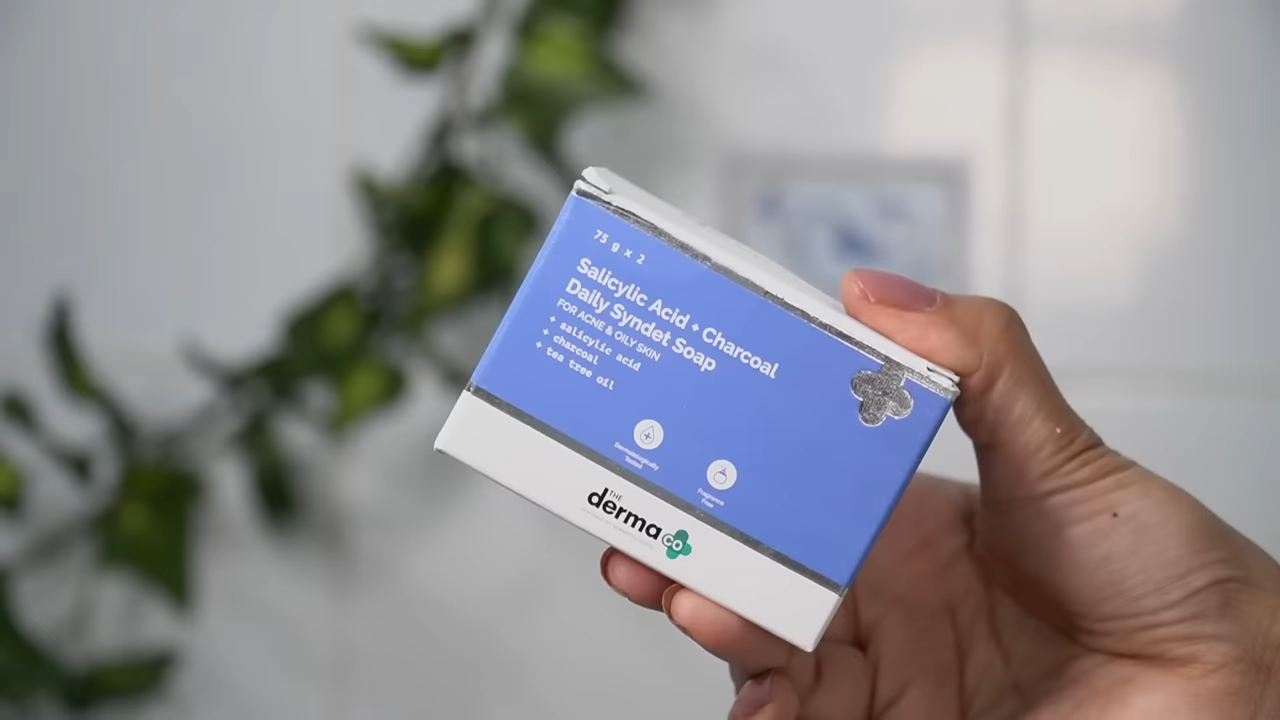 75 g x 2
Salicylic Acid + Charcoal
Daily Syndet Soap
FOR ACNE & OILY SKIN
+ salicylic acid
+ charcoal
+ tea tree oil
Dermatologically
Tested
Fragrance
Free
THE
derma
co